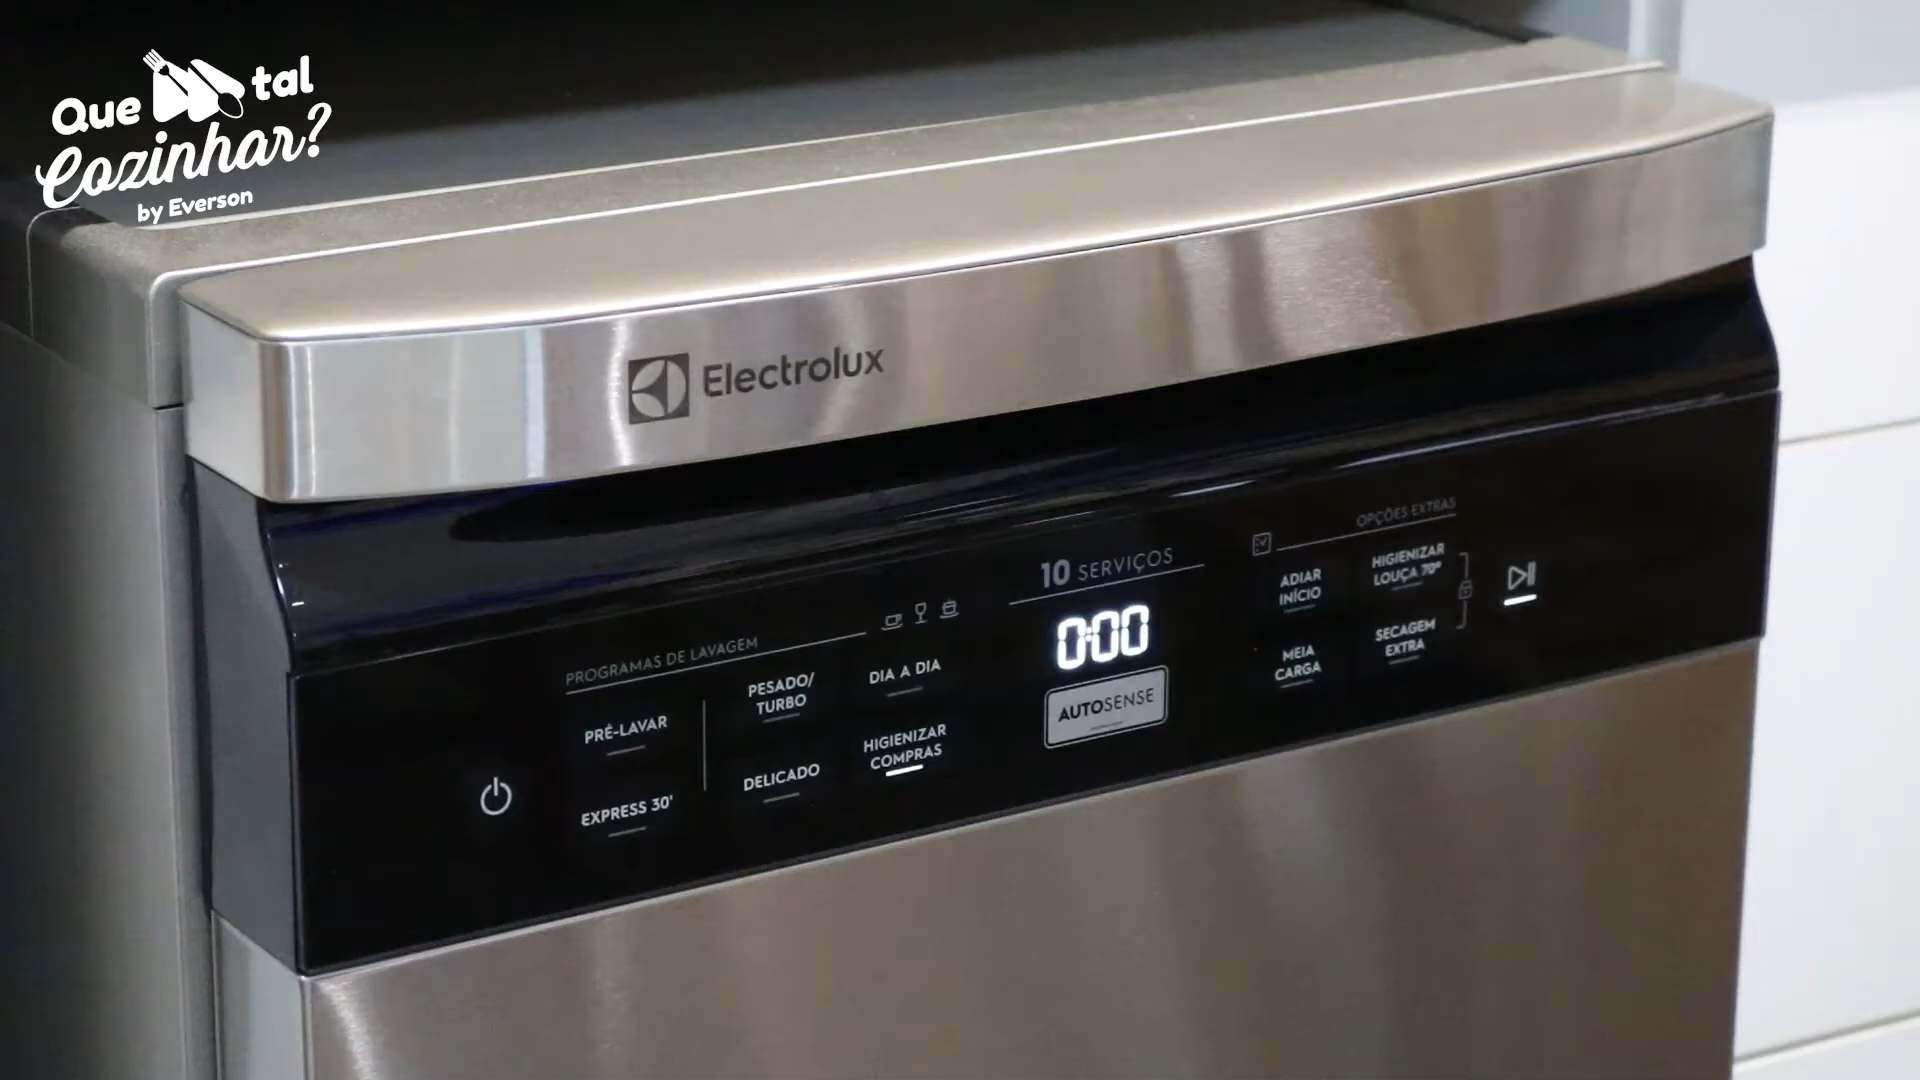 Que tal
Cozinhar?
by Everson
Electrolux
PROGRAMAS DE LAVAGEM
PRÉ-LAVAR
EXPRESS 30'
PESADO/
TURBO
DELICADO
DIA A DIA
HIGIENIZAR
COMPRAS
10 SERVIÇOS
0:00
AUTOSENSE
OPÇÕES EXTRAS
ADIAR
INÍCIO
MEIA
CARGA
HIGIENIZAR
LOUÇA 70°
SECAGEM
EXTRA